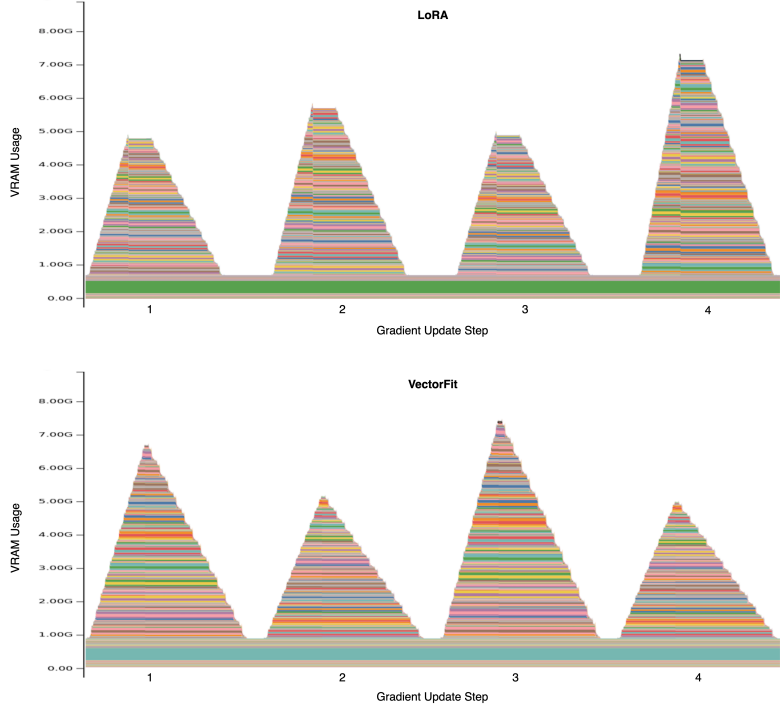 LoRA
VRAM Usage
8.00G
7.00G
6.00G
5.00G
4.00G
3.00G
2.00G
1.00G
0.00
1 2 3 4
Gradient Update Step
VectorFit
VRAM Usage
8.00G
7.00G
6.00G
5.00G
4.00G
3.00G
2.00G
1.00G
0.00
1 2 3 4
Gradient Update Step